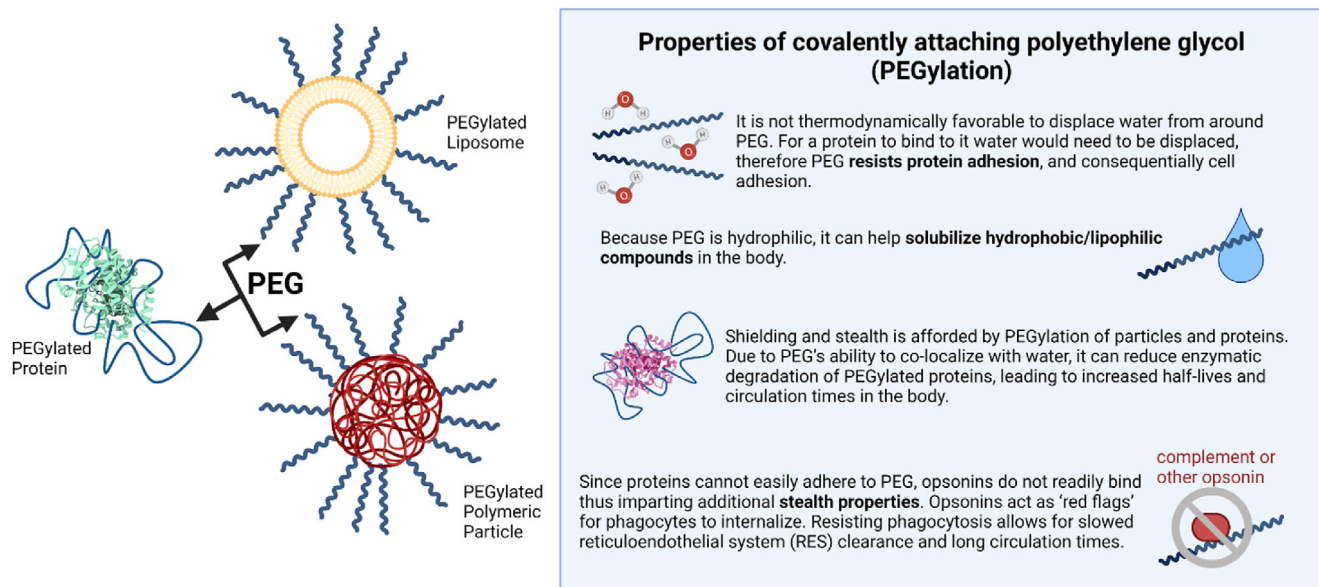 PEGylated
Liposome
PEG
PEGylated
Protein
PEGylated
Polymeric
Particle
Properties of covalently attaching polyethylene glycol
(PEGylation)
H
O
H
H
O
H
H
O
H
It is not thermodynamically favorable to displace water from around
PEG. For a protein to bind to it water would need to be displaced,
therefore PEG resists protein adhesion, and consequentially cell
adhesion.
Because PEG is hydrophilic, it can help solubilize hydrophobic/lipophilic
compounds in the body.
Shielding and stealth is afforded by PEGylation of particles and proteins.
Due to PEG's ability to co-localize with water, it can reduce enzymatic
degradation of PEGylated proteins, leading to increased half-lives and
circulation times in the body.
complement or
other opsonin
Since proteins cannot easily adhere to PEG, opsonins do not readily bind
thus imparting additional stealth properties. Opsonins act as 'red flags'
for phagocytes to internalize. Resisting phagocytosis allows for slowed
reticuloendothelial system (RES) clearance and long circulation times.